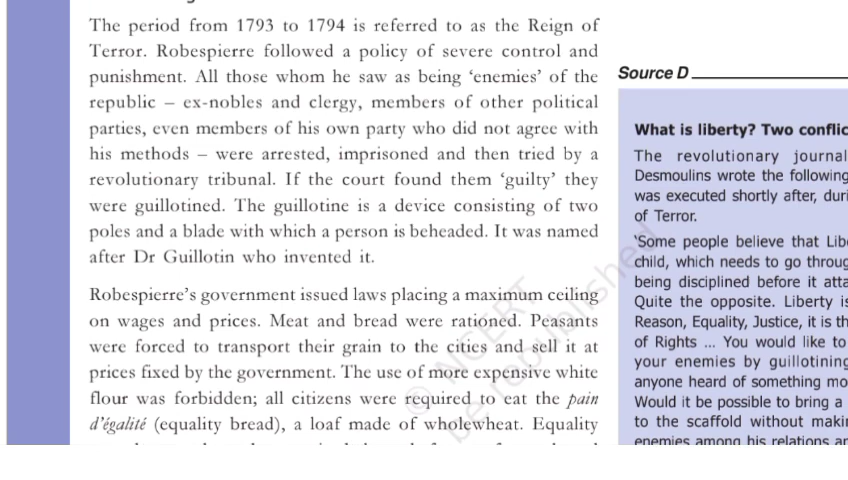 The period from 1793 to 1794 is referred to as the Reign of
Terror. Robespierre followed a policy of severe control and
punishment. All those whom he saw as being ‘enemies’ of the
republic – ex-nobles and clergy, members of other political
parties, even members of his own party who did not agree with
his methods – were arrested, imprisoned and then tried by a
revolutionary tribunal. If the court found them ‘guilty’ they
were guillotined. The guillotine is a device consisting of two
poles and a blade with which a person is beheaded. It was named
after Dr Guillotin who invented it.
Robespierre’s government issued laws placing a maximum ceiling
on wages and prices. Meat and bread were rationed. Peasants
were forced to transport their grain to the cities and sell it at
prices fixed by the government. The use of more expensive white
flour was forbidden; all citizens were required to eat the pain
d’égalité (equality bread), a loaf made of wholewheat. Equality
Source D
What is liberty? Two conflic
The revolutionary journal
Desmoulins wrote the following
was executed shortly after, duri
of Terror.
‘Some people believe that Lib
child, which needs to go throug
being disciplined before it atta
Quite the opposite. Liberty is
Reason, Equality, Justice, it is th
of Rights ... You would like to
your enemies by guillotining
anyone heard of something mo
Would it be possible to bring a
to the scaffold without makin
enemies among his relations an
© NCERT
be republished